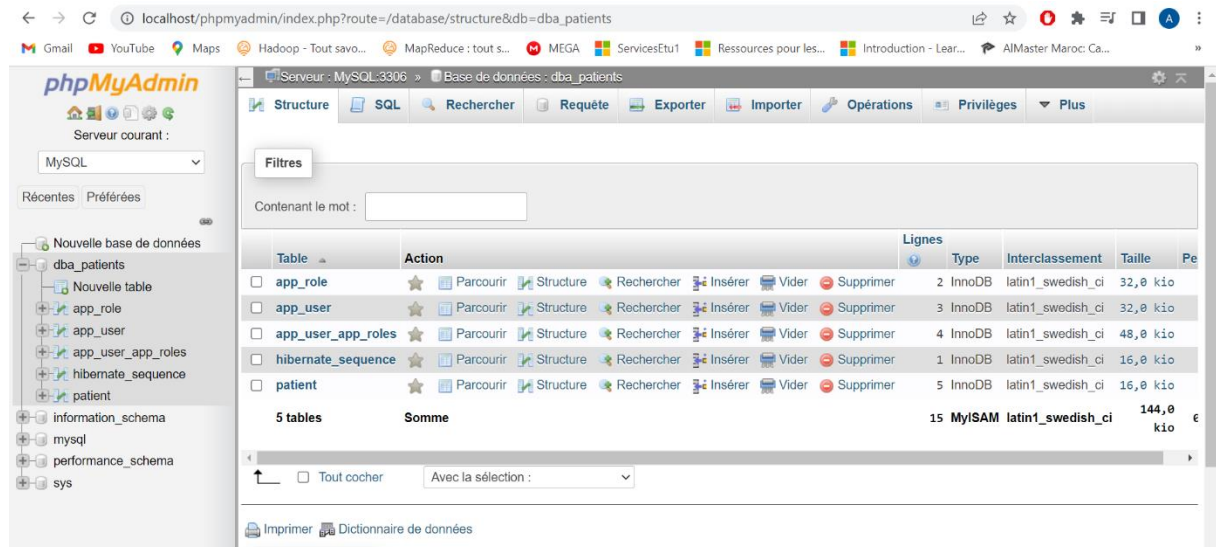 localhost/phpmyadmin/index.php?route=/database/structure&db=dba_patients
A
Gmail YouTube Maps Hadoop - Tout savo... MapReduce : tout s... MEGA ServicesEtu1 Ressources pour les... Introduction - Lear... AIMaster Maroc: Ca... »
phpMyAdmin
Serveur courant :
MySQL
Récentes Préférées
Nouvelle base de données
dba_patients
Nouvelle table
app_role
app_user
app_user_app_roles
hibernate_sequence
patient
information_schema
mysql
performance_schema
sys
Serveur : MySQL:3306 » Base de données : dba_patients
Structure SQL Rechercher Requête Exporter Importer Opérations Privilèges Plus
Filtres
Contenant le mot :
Table Action Lignes Type Interclassement Taille Pe
app_role Parcourir Structure Rechercher Insérer Vider Supprimer 2 InnoDB latin1_swedish_ci 32,0 kio
app_user Parcourir Structure Rechercher Insérer Vider Supprimer 3 InnoDB latin1_swedish_ci 32,0 kio
app_user_app_roles Parcourir Structure Rechercher Insérer Vider Supprimer 4 InnoDB latin1_swedish_ci 48,0 kio
hibernate_sequence Parcourir Structure Rechercher Insérer Vider Supprimer 1 InnoDB latin1_swedish_ci 16,0 kio
patient Parcourir Structure Rechercher Insérer Vider Supprimer 5 InnoDB latin1_swedish_ci 16,0 kio
5 tables Somme 15 MyISAM latin1_swedish_ci 144,0 kio
Tout cocher Avec la sélection :
Imprimer Dictionnaire de données